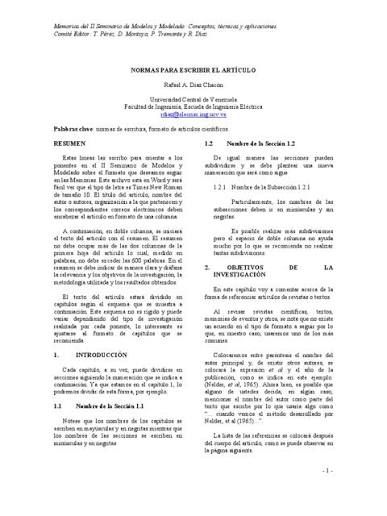 Memorias del II Seminario de Modelos y Modelado: Conceptos, técnicas y aplicaciones.
Comité Editor: T. Pérez, D. Montoya, P. Tremonte y R. Díaz
NORMAS PARA ESCRIBIR EL ARTÍCULO
Rafael A. Díaz Chacón
Universidad Central de Venezuela
Facultad de Ingeniería, Escuela de Ingeniería Eléctrica
rdiaz@elecrisc.ing.ucv.ve
Palabras clave: normas de escritura, formato de artículos científicos.
RESUMEN
Estas líneas las escribo para orientar a los
ponentes en el II Seminario de Modelos y
Modelado sobre el formato que deseamos seguir
en las Memorias. Este archivo está en Word y será
fácil ver que el tipo de letra es Times New Roman
de tamaño 10. El título del artículo, nombre del
autor o autores, organización a la que pertenecen y
los correspondientes correos electrónicos deben
encabezar el artículo en formato de una columna.
A continuación, en doble columna, se iniciará
el texto del artículo con el resumen. El resumen
no debe ocupar más de las dos columnas de la
primera hoja del artículo lo cual, medido en
palabras, no debe exceder las 600 palabras. En el
resumen se debe indicar de manera clara y diáfana
la relevancia y los objetivos de la investigación, la
metodología utilizada y los resultados obtenidos.
El texto del artículo estará dividido en
capítulos según el esquema que se muestra a
continuación. Este esquema no es rígido y puede
variar dependiendo del tipo de investigación
realizada por cada ponente, lo interesante es
ajustarse al formato de capítulos que se
recomienda.
1. INTRODUCCIÓN
Cada capítulo, a su vez, puede dividirse en
secciones siguiendo la numeración que se indica a
continuación. Ya que estamos en el capítulo 1, lo
podremos dividir de esta forma, por ejemplo:
1.1 Nombre de la Sección 1.1
Nótese que los nombres de los capítulos se
escriben en mayúsculas y en negritas mientras que
los nombres de las secciones se escriben en
minúsculas y en negritas.
1.2 Nombre de la Sección 1.2
De igual manera las secciones pueden
subdividirse y se debe plantear una nueva
numeración que será como sigue:
1.2.1 Nombre de la Subsección 1.2.1
Particularmente, los nombres de las
subsecciones deben ir en minúsculas y sin
negritas.
Es posible realizar más subdivisiones
pero el espacio de doble columna no ayuda
mucho por lo que se recomienda no realizar
tantas subdivisiones.
2. OBJETIVOS DE LA
INVESTIGACIÓN
En este capítulo voy a comentar acerca de la
forma de referenciar artículos de revistas o textos.
Al revisar revistas científicas, textos,
memorias de eventos y otros, se note que no existe
un acuerdo en el tipo de formato a seguir por lo
que, en nuestro caso, usaremos uno de los más
comunes.
Colocaremos entre paréntesis el nombre del
autor principal y, de existir otros autores, se
colocará la expresión et al. y el año de la
publicación, como se indica en este ejemplo.
(Nelder, et al, 1965). Ahora bien, es posible que
alguno de ustedes decida, en algún caso,
mencionar el nombre del autor como parte del
texto que escribe por lo que usaría algo como
"... cuando vemos el método desarrollado por
Nelder, et al (1965)..."
La lista de las referencias se colocará después
del cuerpo del artículo, como se puede observar en
la página siguiente.
- 1 -